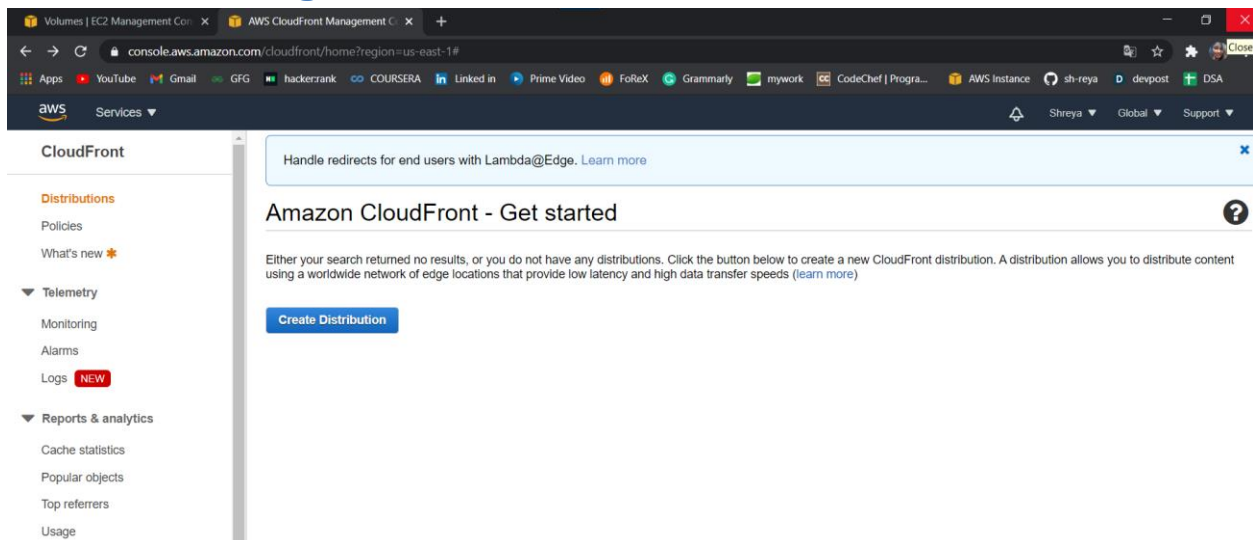 Volumes | EC2 Management Con
AWS CloudFront Management C
console.aws.amazon.com/cloudfront/home?region=us-east-1#
Close
Apps YouTube Gmail GFG hackerrank COURSERA Linked in Prime Video FoReX Grammarly mywork CodeChef | Progra... AWS Instance sh-reya devpost DSA
aws Services Shreya Global Support
CloudFront
Distributions
Policies
What's new
Telemetry
Monitoring
Alarms
Logs NEW
Reports & analytics
Cache statistics
Popular objects
Top referrers
Usage
Handle redirects for end users with Lambda@Edge. Learn more
Amazon CloudFront - Get started
?
Either your search returned no results, or you do not have any distributions. Click the button below to create a new CloudFront distribution. A distribution allows you to distribute content
using a worldwide network of edge locations that provide low latency and high data transfer speeds (learn more)
Create Distribution